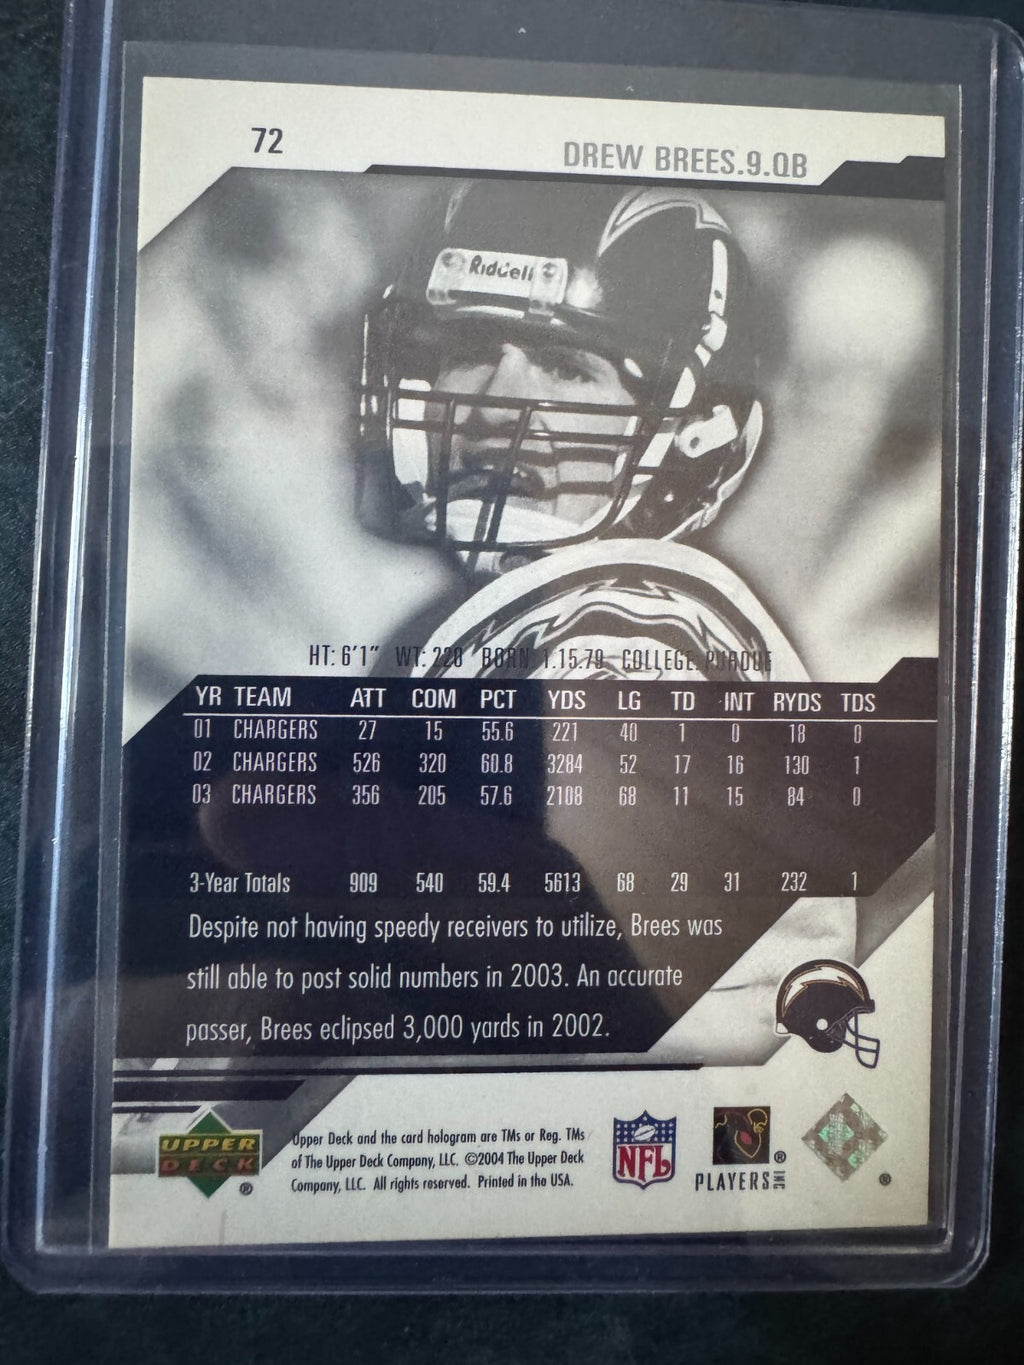 72
DREW BREES.9.QB
Riddell
HT: 6'1" WT: 220 BORN: 1.15.79 COLLEGE: PURDUE
YR TEAM ATT COM PCT YDS LG TD INT RYDS TDS
01 CHARGERS 27 15 55.6 221 40 1 0 18 0
02 CHARGERS 526 320 60.8 3284 52 17 16 130 1
03 CHARGERS 356 205 57.6 2108 68 11 15 84 0
3-Year Totals 909 540 59.4 5613 68 29 31 232 1
Despite not having speedy receivers to utilize, Brees was
still able to post solid numbers in 2003. An accurate
passer, Brees eclipsed 3,000 yards in 2002.
UPPER
DECK
®
Upper Deck and the card hologram are TMs or Reg. TMs
of The Upper Deck Company, LLC. ©2004 The Upper Deck
Company, LLC. All rights reserved. Printed in the USA.
NFL
®
PLAYERS INC
®